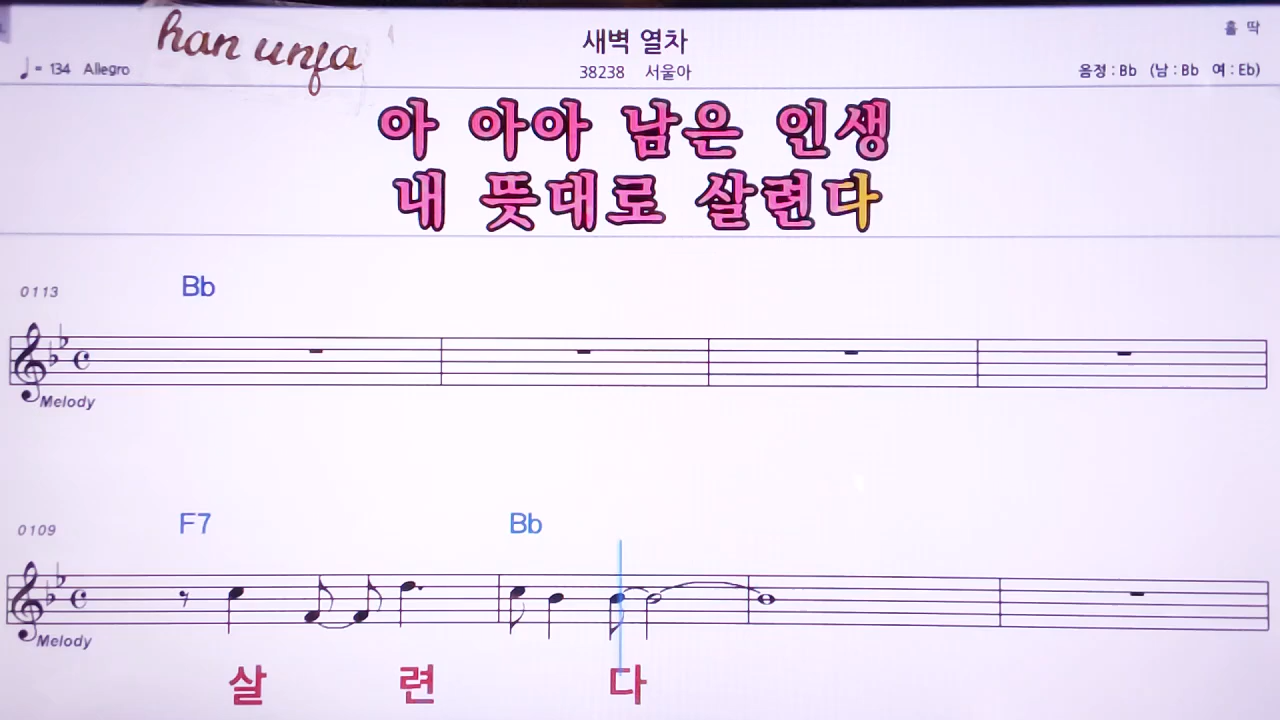 han unja
새벽 열차
홀 딱
♩= 134 Allegro
38238 서울아
음정 : Bb (남 : Bb 여 : Eb)
아 아아 남은 인생
내 뜻대로 살련다
0113 Bb
Melody
0109 F7 Bb
Melody
살 련 다